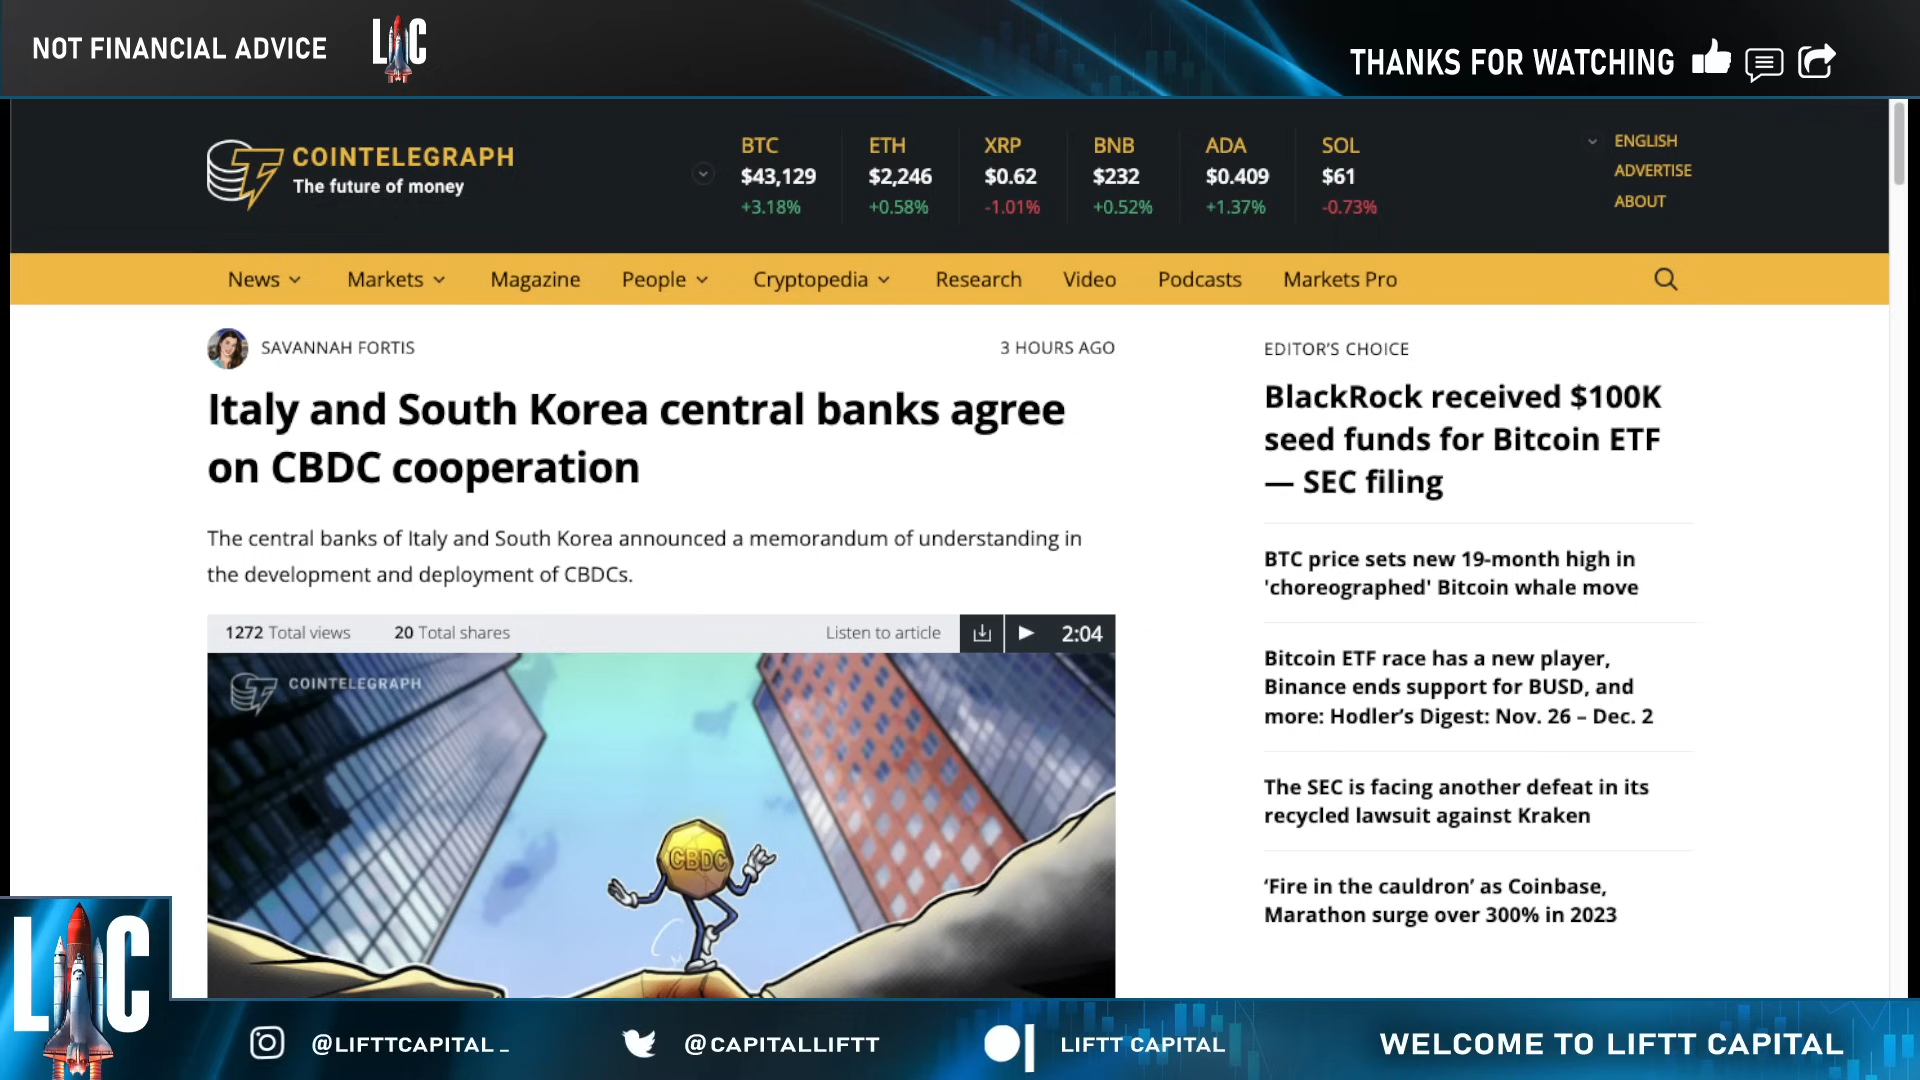 NOT FINANCIAL ADVICE
LC
THANKS FOR WATCHING
COINTELEGRAPH
The future of money
BTC
$43,129
+3.18%
ETH
$2,246
+0.58%
XRP
$0.62
-1.01%
BNB
$232
+0.52%
ADA
$0.409
+1.37%
SOL
$61
-0.73%
ENGLISH
ADVERTISE
ABOUT
News
Markets
Magazine
People
Cryptopedia
Research
Video
Podcasts
Markets Pro
SAVANNAH FORTIS
3 HOURS AGO
Italy and South Korea central banks agree
on CBDC cooperation
The central banks of Italy and South Korea announced a memorandum of understanding in
the development and deployment of CBDCs.
1272 Total views
20 Total shares
Listen to article
2:04
COINTELEGRAPH
CBDC
EDITOR'S CHOICE
BlackRock received $100K
seed funds for Bitcoin ETF
— SEC filing
BTC price sets new 19-month high in
'choreographed' Bitcoin whale move
Bitcoin ETF race has a new player,
Binance ends support for BUSD, and
more: Hodler's Digest: Nov. 26 – Dec. 2
The SEC is facing another defeat in its
recycled lawsuit against Kraken
‘Fire in the cauldron’ as Coinbase,
Marathon surge over 300% in 2023
LC
@LIFTTCAPITAL_
@CAPITALLIFTT
LIFTT CAPITAL
WELCOME TO LIFTT CAPITAL